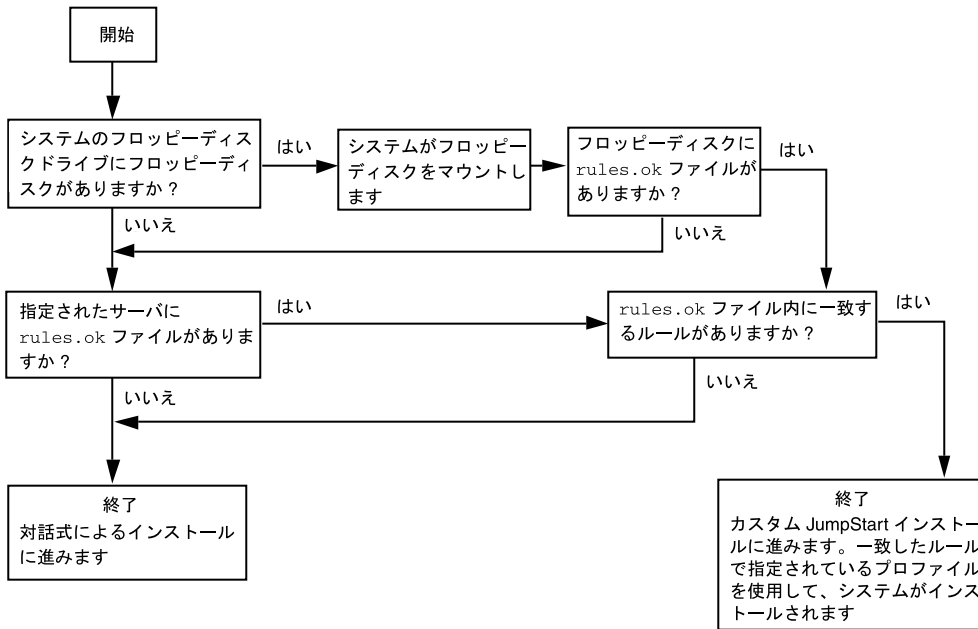 開始
システムのフロッピーディス
クドライブにフロッピーディ
スクがありますか？
はい
システムがフロッピー
ディスクをマウントし
ます
フロッピーディスクに
rules.ok ファイルが
ありますか？
はい
いいえ
いいえ
指定されたサーバに
rules.ok ファイルがありま
すか？
はい
rules.ok ファイル内に一致す
るルールがありますか？
はい
いいえ
いいえ
終了
対話式によるインストール
に進みます
終了
カスタム JumpStart インストー
ルに進みます。一致したルール
で指定されているプロファイル
を使用して、システムがインス
トールされます